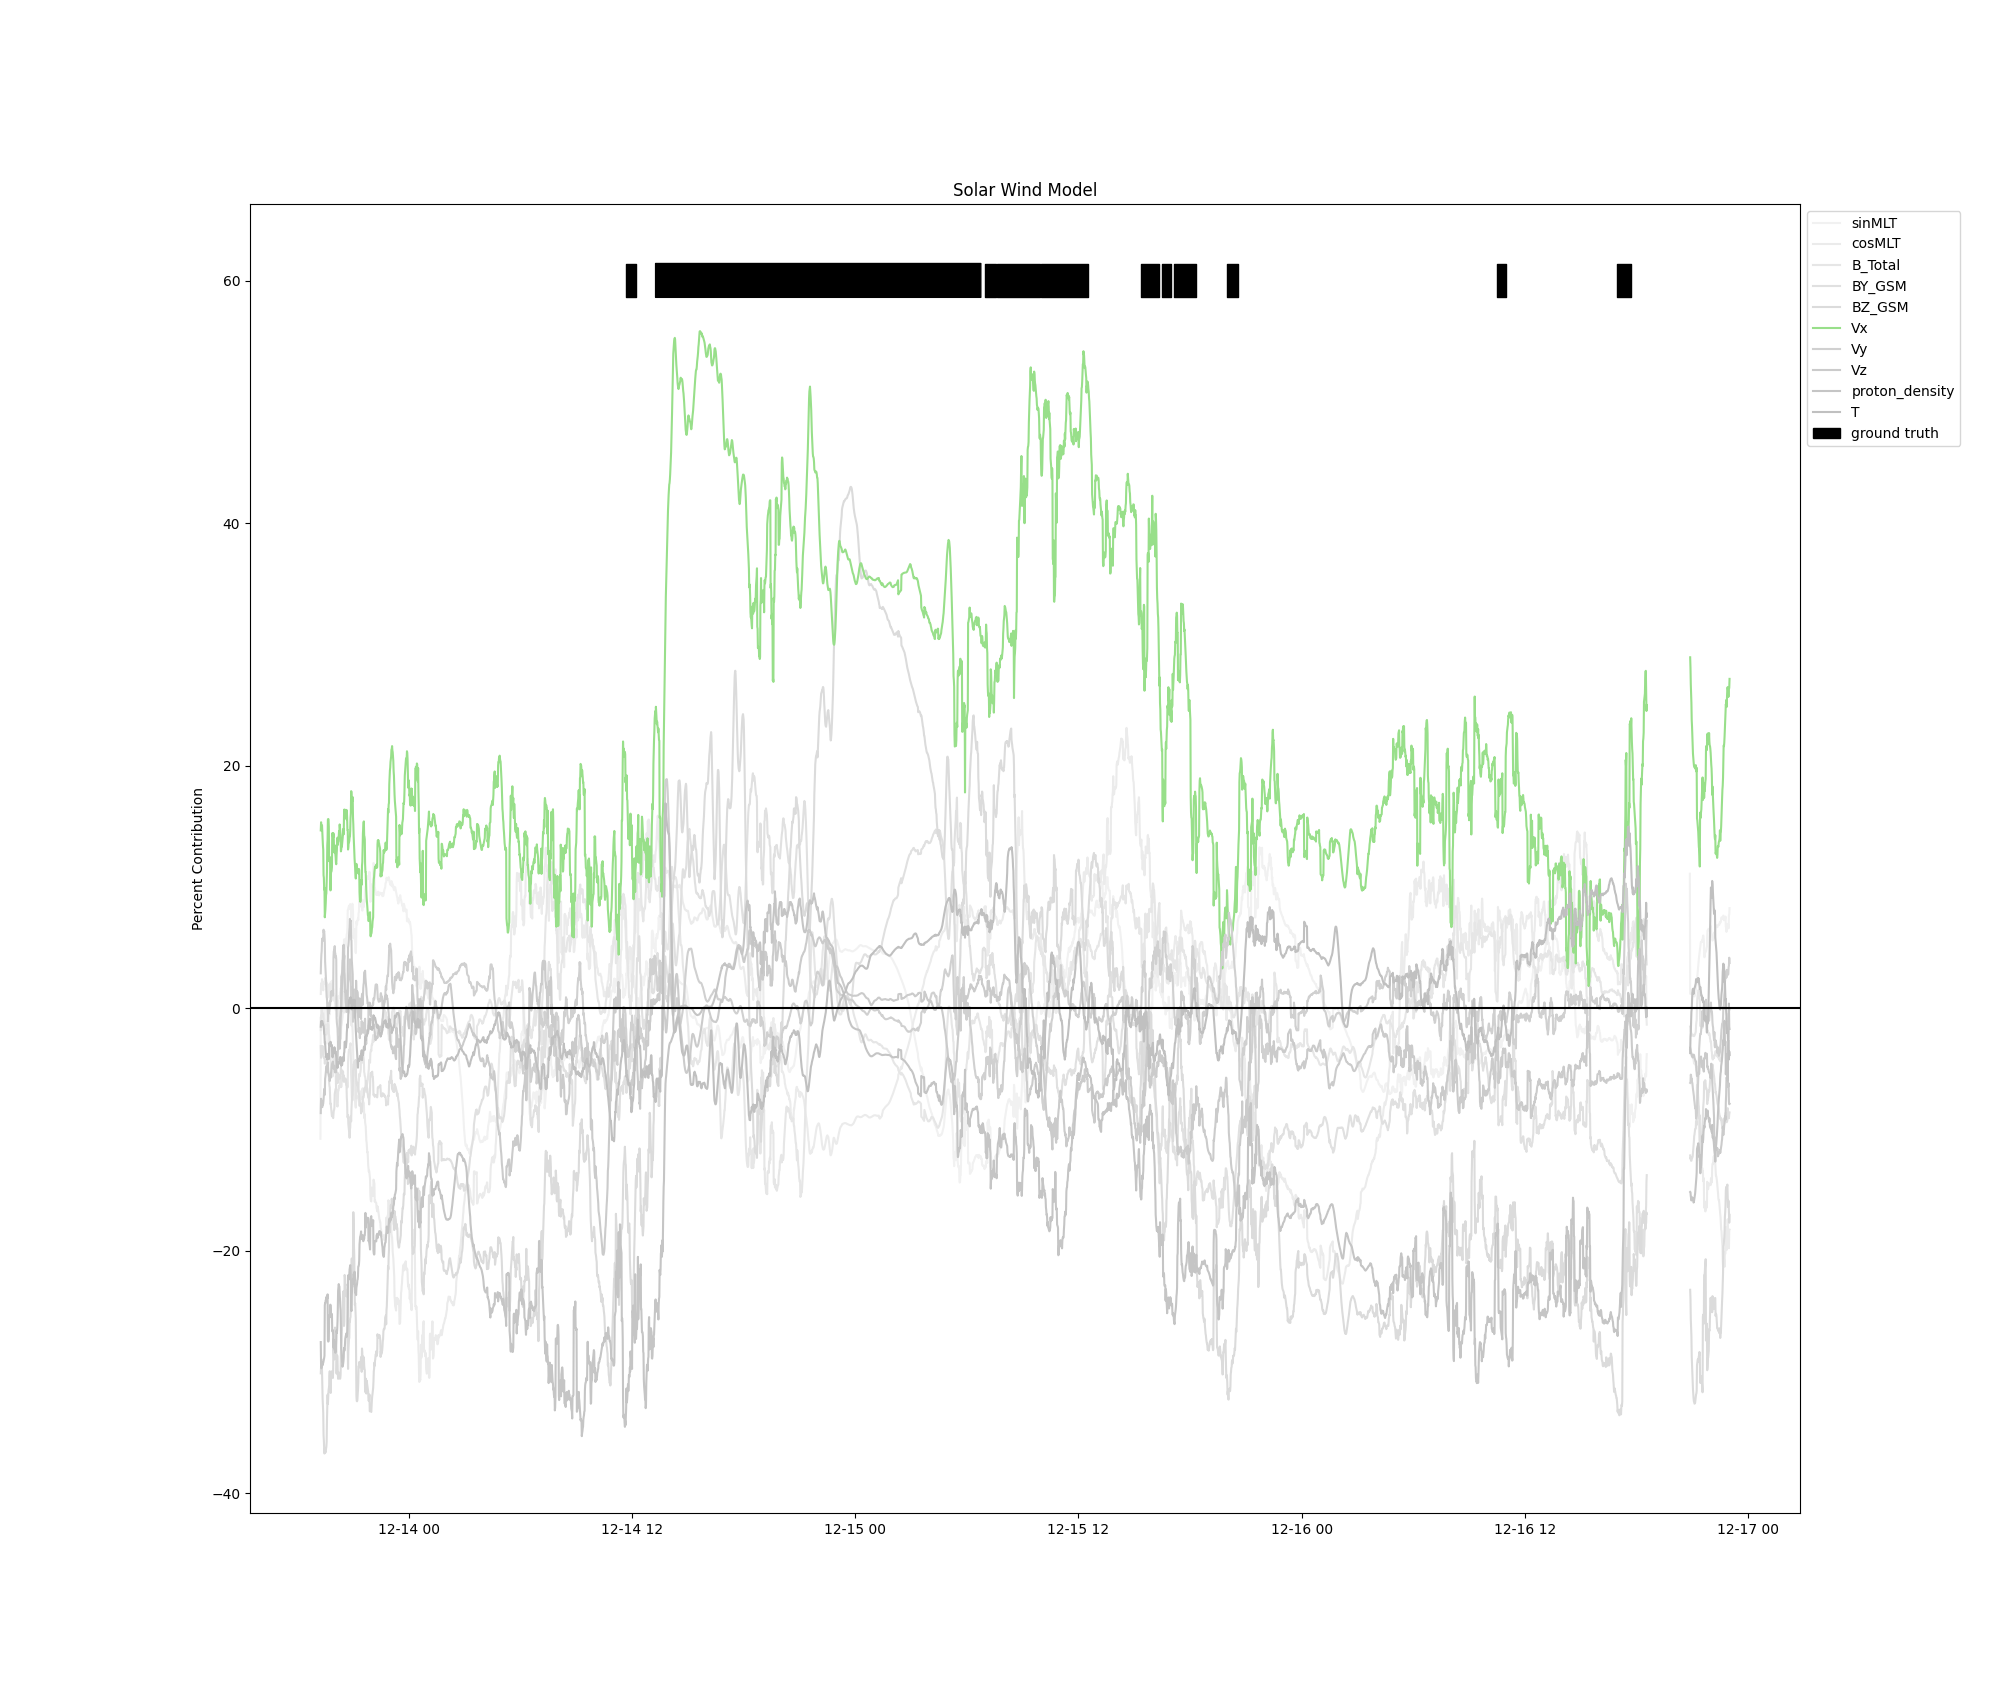 Solar Wind Model
sinMLT
cosMLT
B_Total
BY_GSM
BZ_GSM
Vx
Vy
Vz
proton_density
T
ground truth
Percent Contribution
60
40
20
0
−20
−40
12-14 00
12-14 12
12-15 00
12-15 12
12-16 00
12-16 12
12-17 00